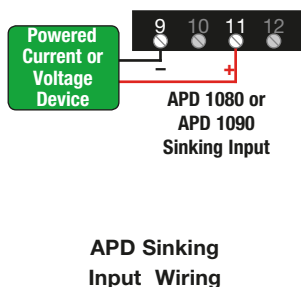 9 10 11 12
Powered
Current or
Voltage
Device
– +
APD 1080 or
APD 1090
Sinking Input
APD Sinking
Input Wiring